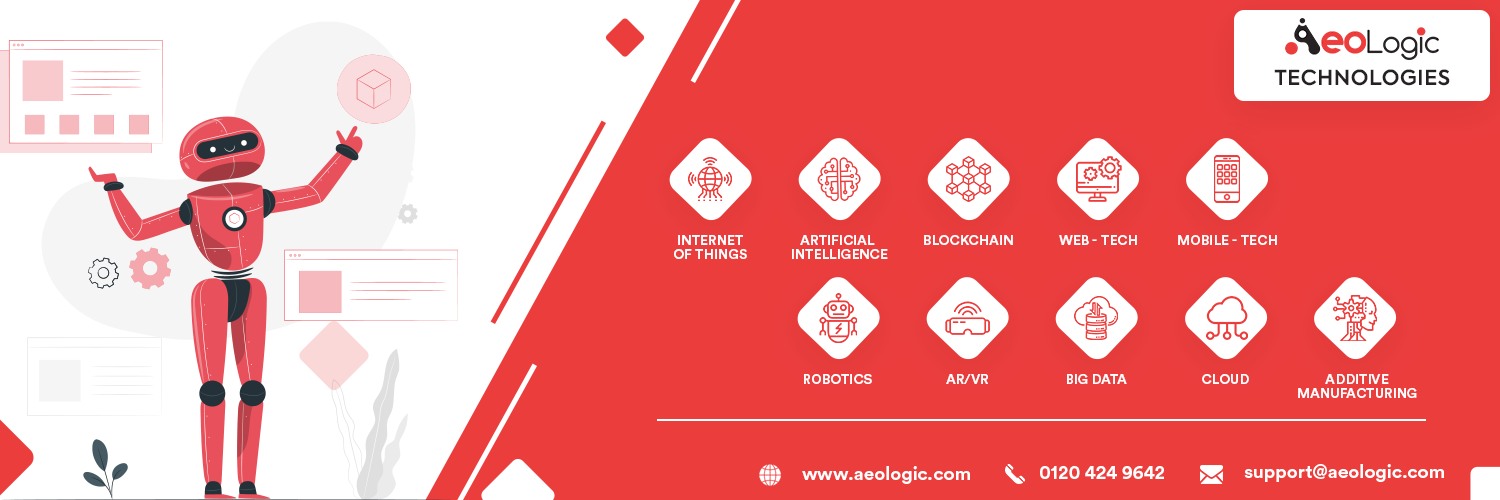 AeoLogic
TECHNOLOGIES
INTERNET
OF THINGS
ARTIFICIAL
INTELLIGENCE
BLOCKCHAIN
WEB - TECH
MOBILE - TECH
ROBOTICS
AR/VR
BIG DATA
CLOUD
ADDITIVE
MANUFACTURING
www.aeologic.com
0120 424 9642
support@aeologic.com